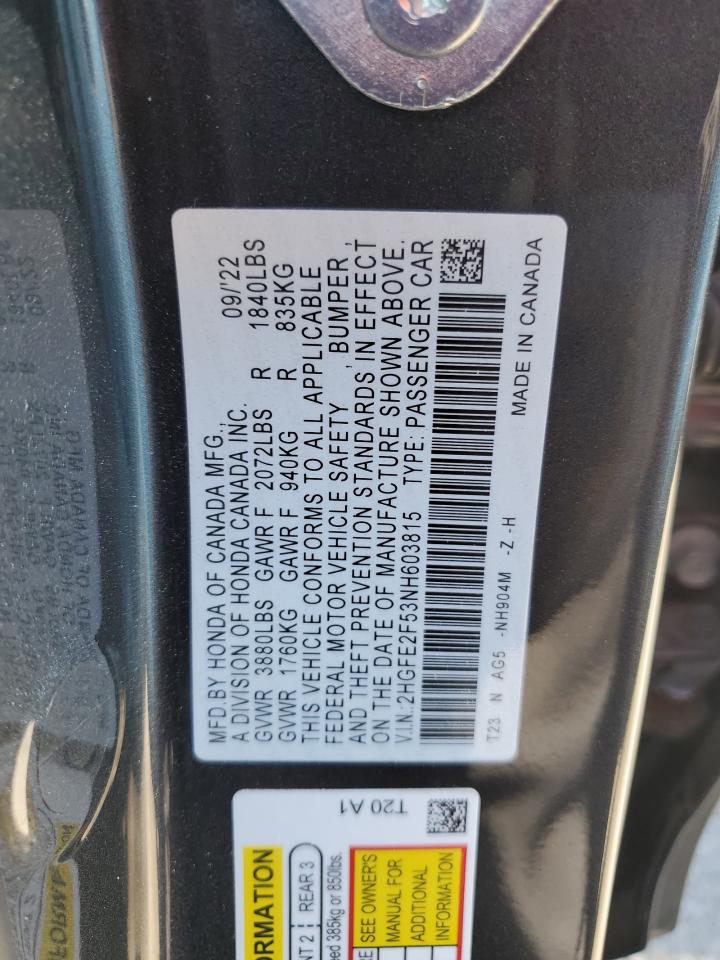 MFD.BY HONDA OF CANADA MFG., 09/'22
A DIVISION OF HONDA CANADA INC.
GVWR 3880LBS GAWR F 2072LBS R 1840LBS
GVWR 1760KG GAWR F 940KG R 835KG
THIS VEHICLE CONFORMS TO ALL APPLICABLE
FEDERAL MOTOR VEHICLE SAFETY , BUMPER ,
AND THEFT PREVENTION STANDARDS IN EFFECT
ON THE DATE OF MANUFACTURE SHOWN ABOVE.
V.I.N.:2HGFE2F53NH603815 TYPE: PASSENGER CAR
T23 N AG5 -NH904M -Z -H
MADE IN CANADA
T20 A1
REAR 3
385kg or 850lbs.
SEE OWNER'S
MANUAL FOR
ADDITIONAL
INFORMATION